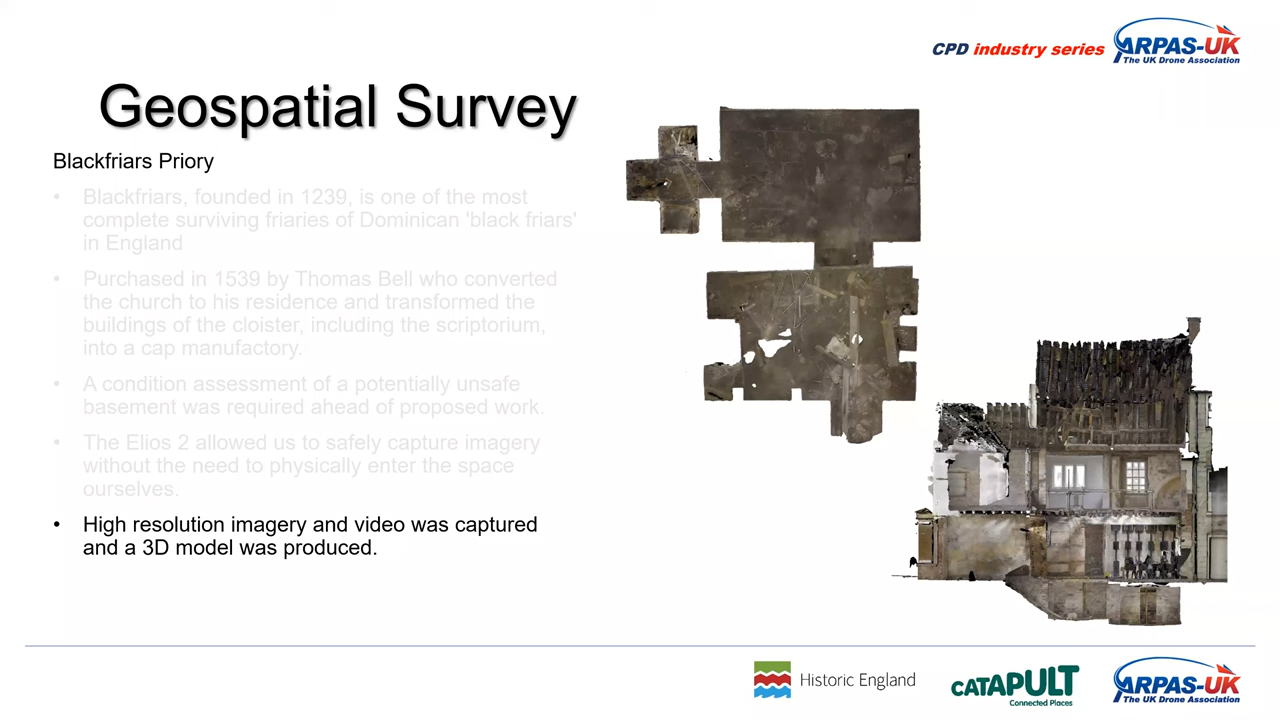 CPD industry series
ARPAS-UK
The UK Drone Association
Geospatial Survey
Blackfriars Priory
• Blackfriars, founded in 1239, is one of the most
complete surviving friaries of Dominican 'black friars'
in England
• Purchased in 1539 by Thomas Bell who converted
the church to his residence and transformed the
buildings of the cloister, including the scriptorium,
into a cap manufactory.
• A condition assessment of a potentially unsafe
basement was required ahead of proposed work.
• The Elios 2 allowed us to safely capture imagery
without the need to physically enter the space
ourselves.
• High resolution imagery and video was captured
and a 3D model was produced.
Historic England
CATAPULT
Connected Places
ARPAS-UK
The UK Drone Association